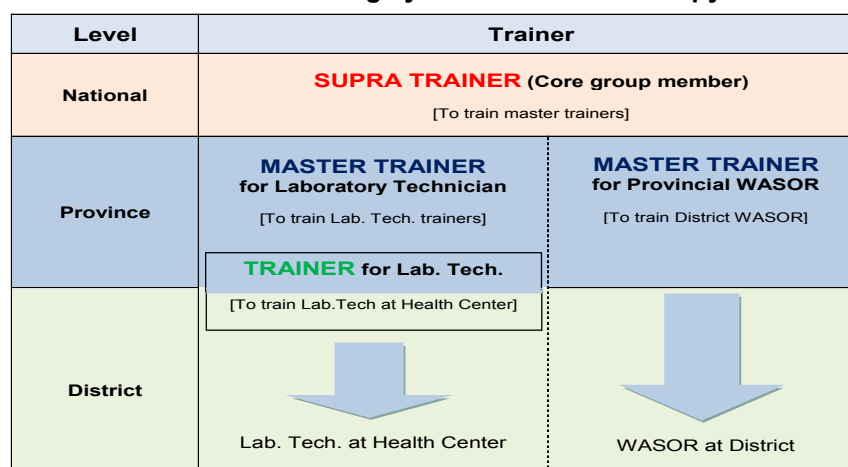 Level
Trainer
National
SUPRA TRAINER (Core group member)
[To train master trainers]
Province
MASTER TRAINER
for Laboratory Technician
[To train Lab. Tech. trainers]
MASTER TRAINER
for Provincial WASOR
[To train District WASOR]
TRAINER for Lab. Tech.
[To train Lab.Tech at Health Center]
District
Lab. Tech. at Health Center
WASOR at District